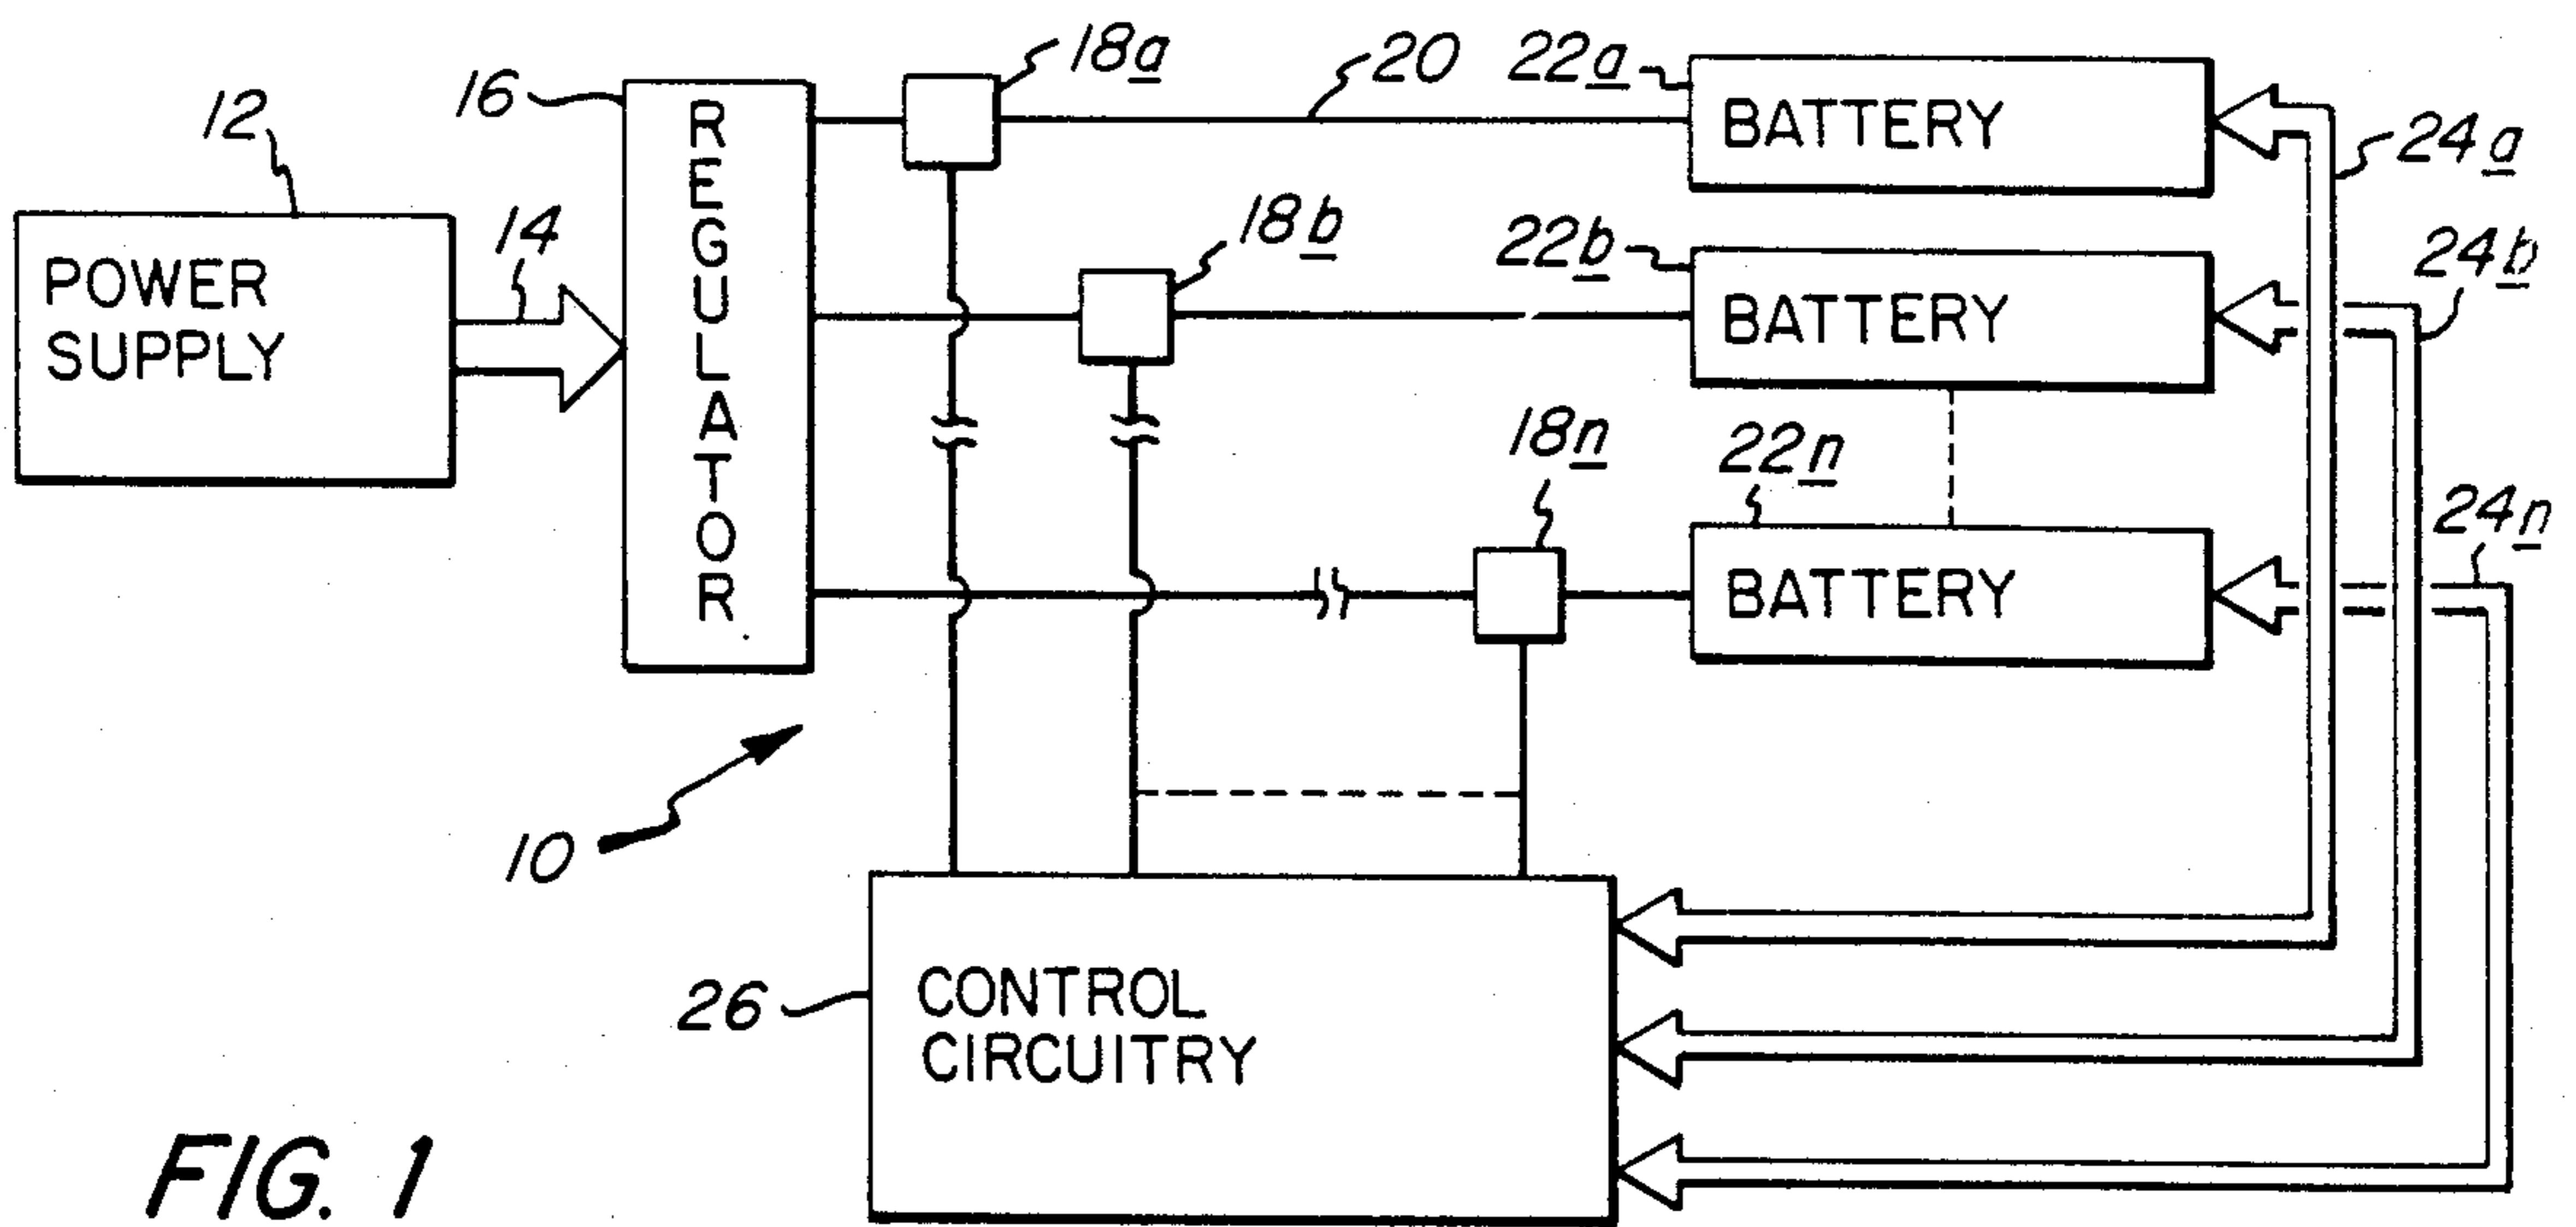 12
POWER
SUPPLY
14
16
REGULATOR
18a
20
22a
BATTERY
24a
18b
22b
BATTERY
24b
18n
22n
BATTERY
24n
10
26
CONTROL
CIRCUITRY
FIG. 1